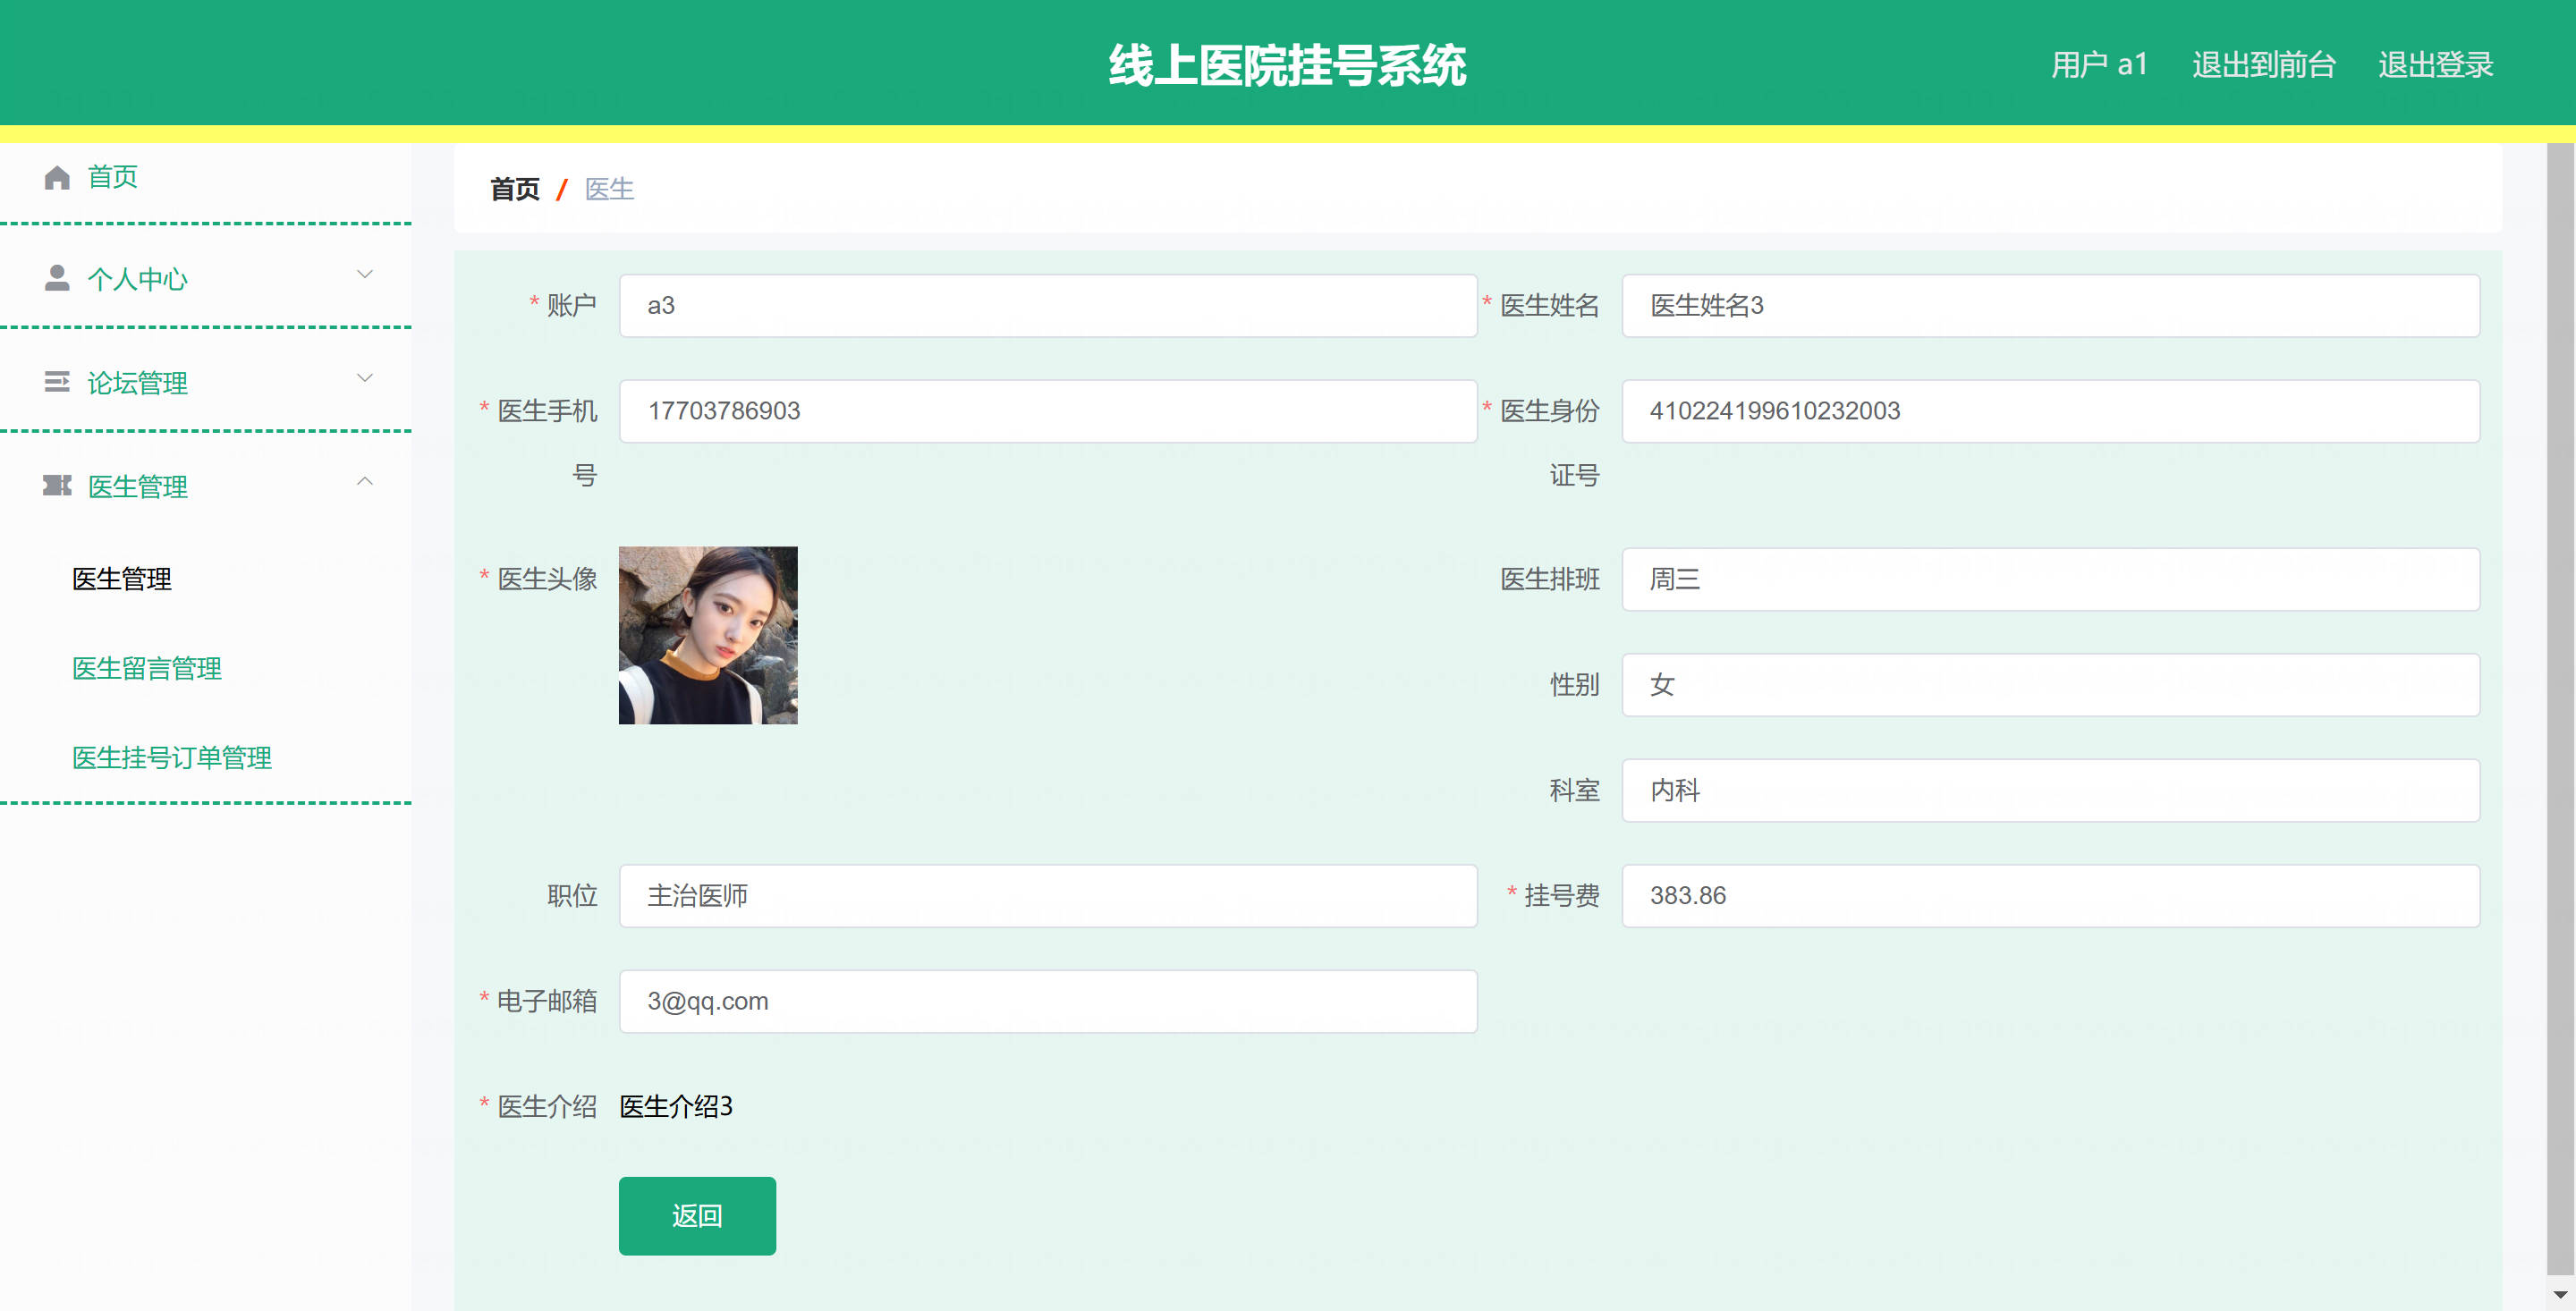 线上医院挂号系统
用户 a1 退出到前台 退出登录
首页
个人中心
论坛管理
医生管理
医生管理
医生留言管理
医生挂号订单管理
首页 / 医生
* 账户 a3
* 医生姓名 医生姓名3
* 医生手机号 17703786903
* 医生身份证号 410224199610232003
* 医生头像
医生排班 周三
性别 女
科室 内科
职位 主治医师
* 挂号费 383.86
* 电子邮箱 3@qq.com
* 医生介绍 医生介绍3
返回